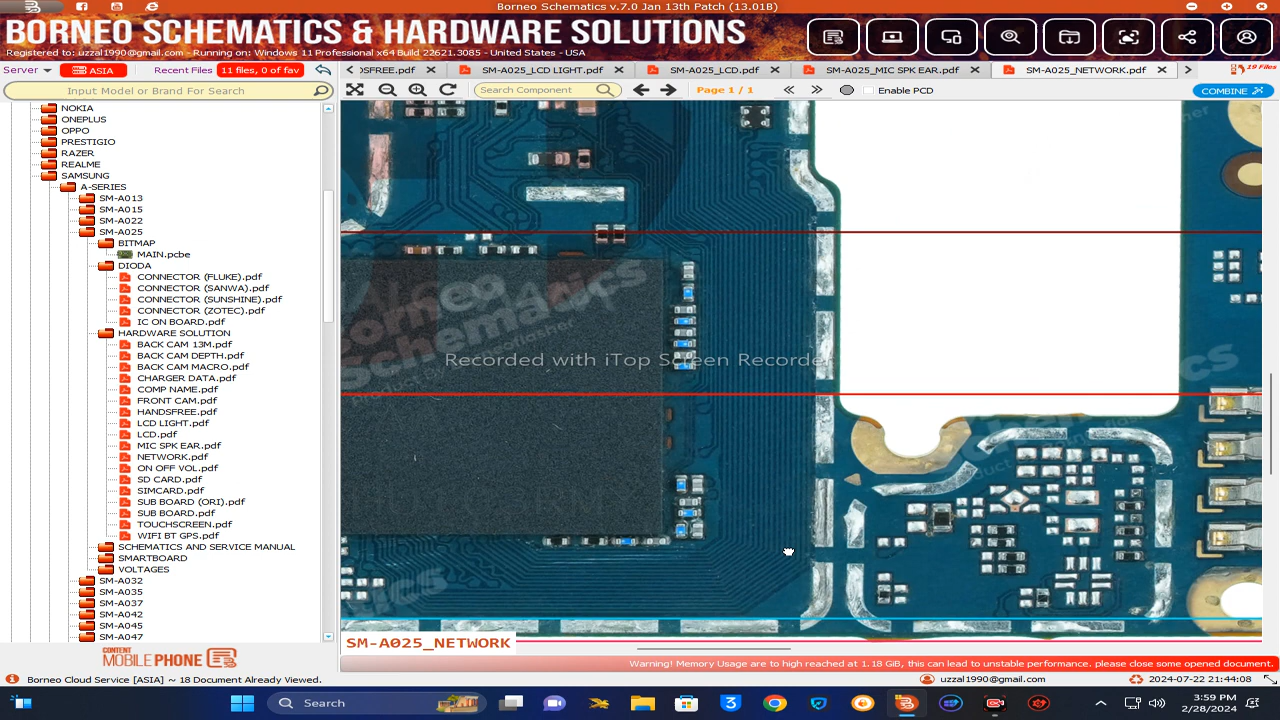 Borneo Schematics v.7.0 Jan 13th Patch (13.01B)
BORNEO SCHEMATICS & HARDWARE SOLUTIONS
Registered to: uzzal1990@gmail.com - Running on: Windows 11 Professional x64 Build 22621.3085 - United States - USA
Server ASIA Recent Files 11 files, 0 of fav
DSFREE.pdf SM-A025_LCD LIGHT.pdf SM-A025_LCD.pdf SM-A025_MIC SPK EAR.pdf SM-A025_NETWORK.pdf 19 Files
Input Model or Brand For Search
Search Component Page 1 / 1 Enable PCD COMBINE
NOKIA
ONEPLUS
OPPO
PRESTIGIO
RAZER
REALME
SAMSUNG
A-SERIES
SM-A013
SM-A015
SM-A022
SM-A025
BITMAP
MAIN.pcbe
DIODA
CONNECTOR (FLUKE).pdf
CONNECTOR (SANWA).pdf
CONNECTOR (SUNSHINE).pdf
CONNECTOR (ZOTEC).pdf
IC ON BOARD.pdf
HARDWARE SOLUTION
BACK CAM 13M.pdf
BACK CAM DEPTH.pdf
BACK CAM MACRO.pdf
CHARGER DATA.pdf
COMP NAME.pdf
FRONT CAM.pdf
HANDSFREE.pdf
LCD LIGHT.pdf
LCD.pdf
MIC SPK EAR.pdf
NETWORK.pdf
ON OFF VOL.pdf
SD CARD.pdf
SIMCARD.pdf
SUB BOARD (ORI).pdf
SUB BOARD.pdf
TOUCHSCREEN.pdf
WIFI BT GPS.pdf
SCHEMATICS AND SERVICE MANUAL
SMARTBOARD
VOLTAGES
SM-A032
SM-A035
SM-A037
SM-A042
SM-A045
SM-A047
Borneo
Schematics
Recorded with iTop Screen Recorder
SM-A025_NETWORK
CONTENT
MOBILE PHONE
Warning! Memory Usage are to high reached at 1.18 GiB, this can lead to unstable performance. please close some opened document.
Borneo Cloud Service [ASIA] ~ 18 Document Already Viewed.
uzzal1990@gmail.com
2024-07-22 21:44:08
Search
3:59 PM
2/28/2024